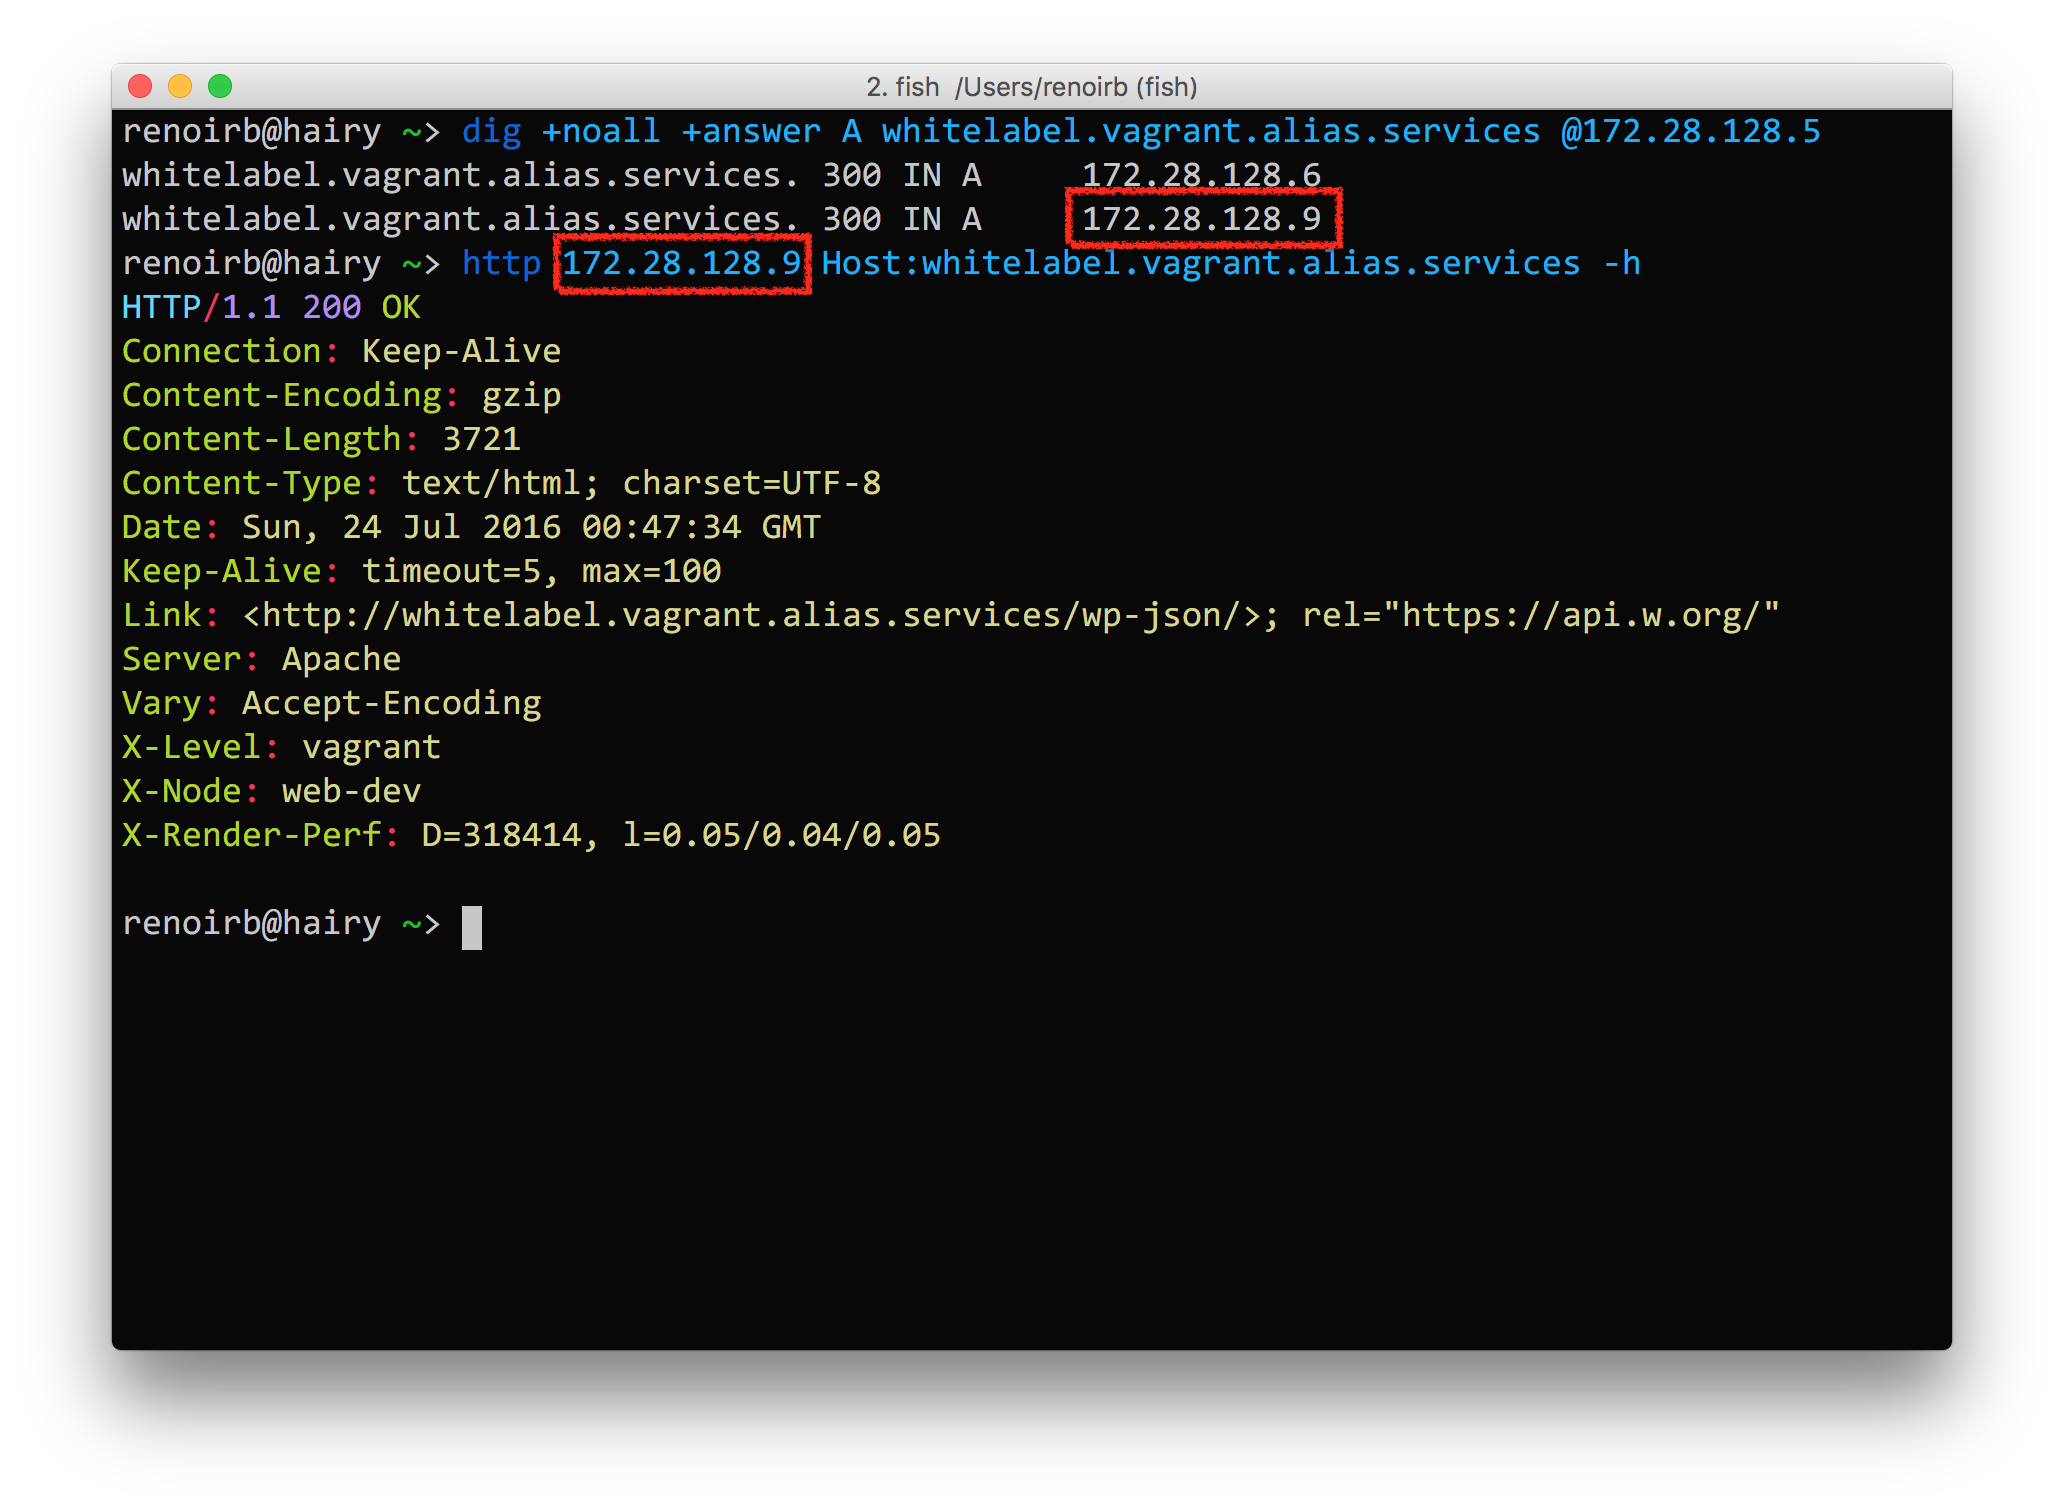 2. fish  /Users/renoirb (fish)
renoirb@hairy ~> dig +noall +answer A whitelabel.vagrant.alias.services @172.28.128.5
whitelabel.vagrant.alias.services. 300 IN A     172.28.128.6
whitelabel.vagrant.alias.services. 300 IN A     172.28.128.9
renoirb@hairy ~> http 172.28.128.9 Host:whitelabel.vagrant.alias.services -h
HTTP/1.1 200 OK
Connection: Keep-Alive
Content-Encoding: gzip
Content-Length: 3721
Content-Type: text/html; charset=UTF-8
Date: Sun, 24 Jul 2016 00:47:34 GMT
Keep-Alive: timeout=5, max=100
Link: <http://whitelabel.vagrant.alias.services/wp-json/>; rel="https://api.w.org/"
Server: Apache
Vary: Accept-Encoding
X-Level: vagrant
X-Node: web-dev
X-Render-Perf: D=318414, l=0.05/0.04/0.05
renoirb@hairy ~>